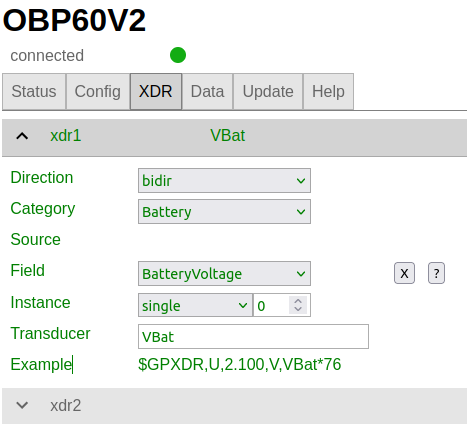 OBP60V2
connected
Status Config XDR Data Update Help
xdr1 VBat
Direction bidir
Category Battery
Source
Field BatteryVoltage X ?
Instance single 0
Transducer VBat
Example $GPXDR,U,2.100,V,VBat*76
xdr2